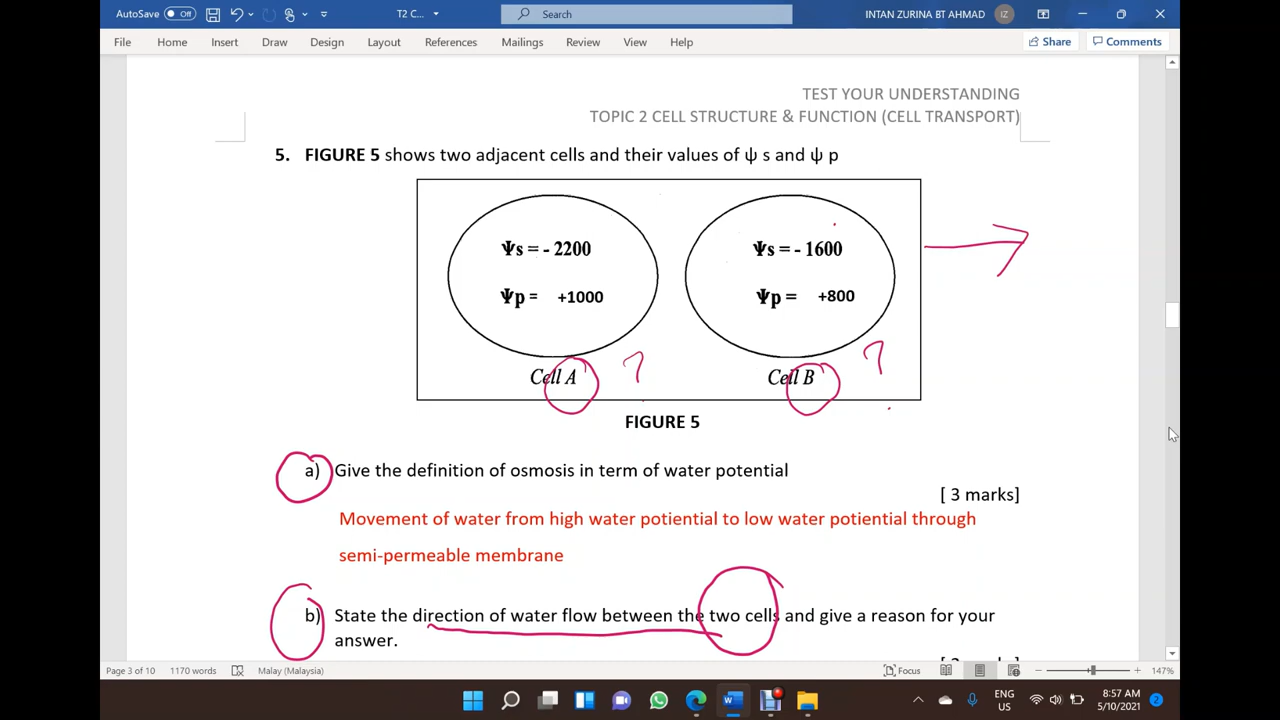 AutoSave Off T2 C... Search INTAN ZURINA BT AHMAD IZ
File Home Insert Draw Design Layout References Mailings Review View Help Share Comments
TEST YOUR UNDERSTANDING
TOPIC 2 CELL STRUCTURE & FUNCTION (CELL TRANSPORT)
5. FIGURE 5 shows two adjacent cells and their values of ψ s and ψ p
Ψs = - 2200
Ψp = +1000
Cell A ?
Ψs = - 1600
Ψp = +800
Cell B ?
FIGURE 5
a) Give the definition of osmosis in term of water potential
[ 3 marks]
Movement of water from high water potiential to low water potiential through
semi-permeable membrane
b) State the direction of water flow between the two cells and give a reason for your
answer.
Page 3 of 10 1170 words Malay (Malaysia) Focus 147%
ENG 8:57 AM
US 5/10/2021 2